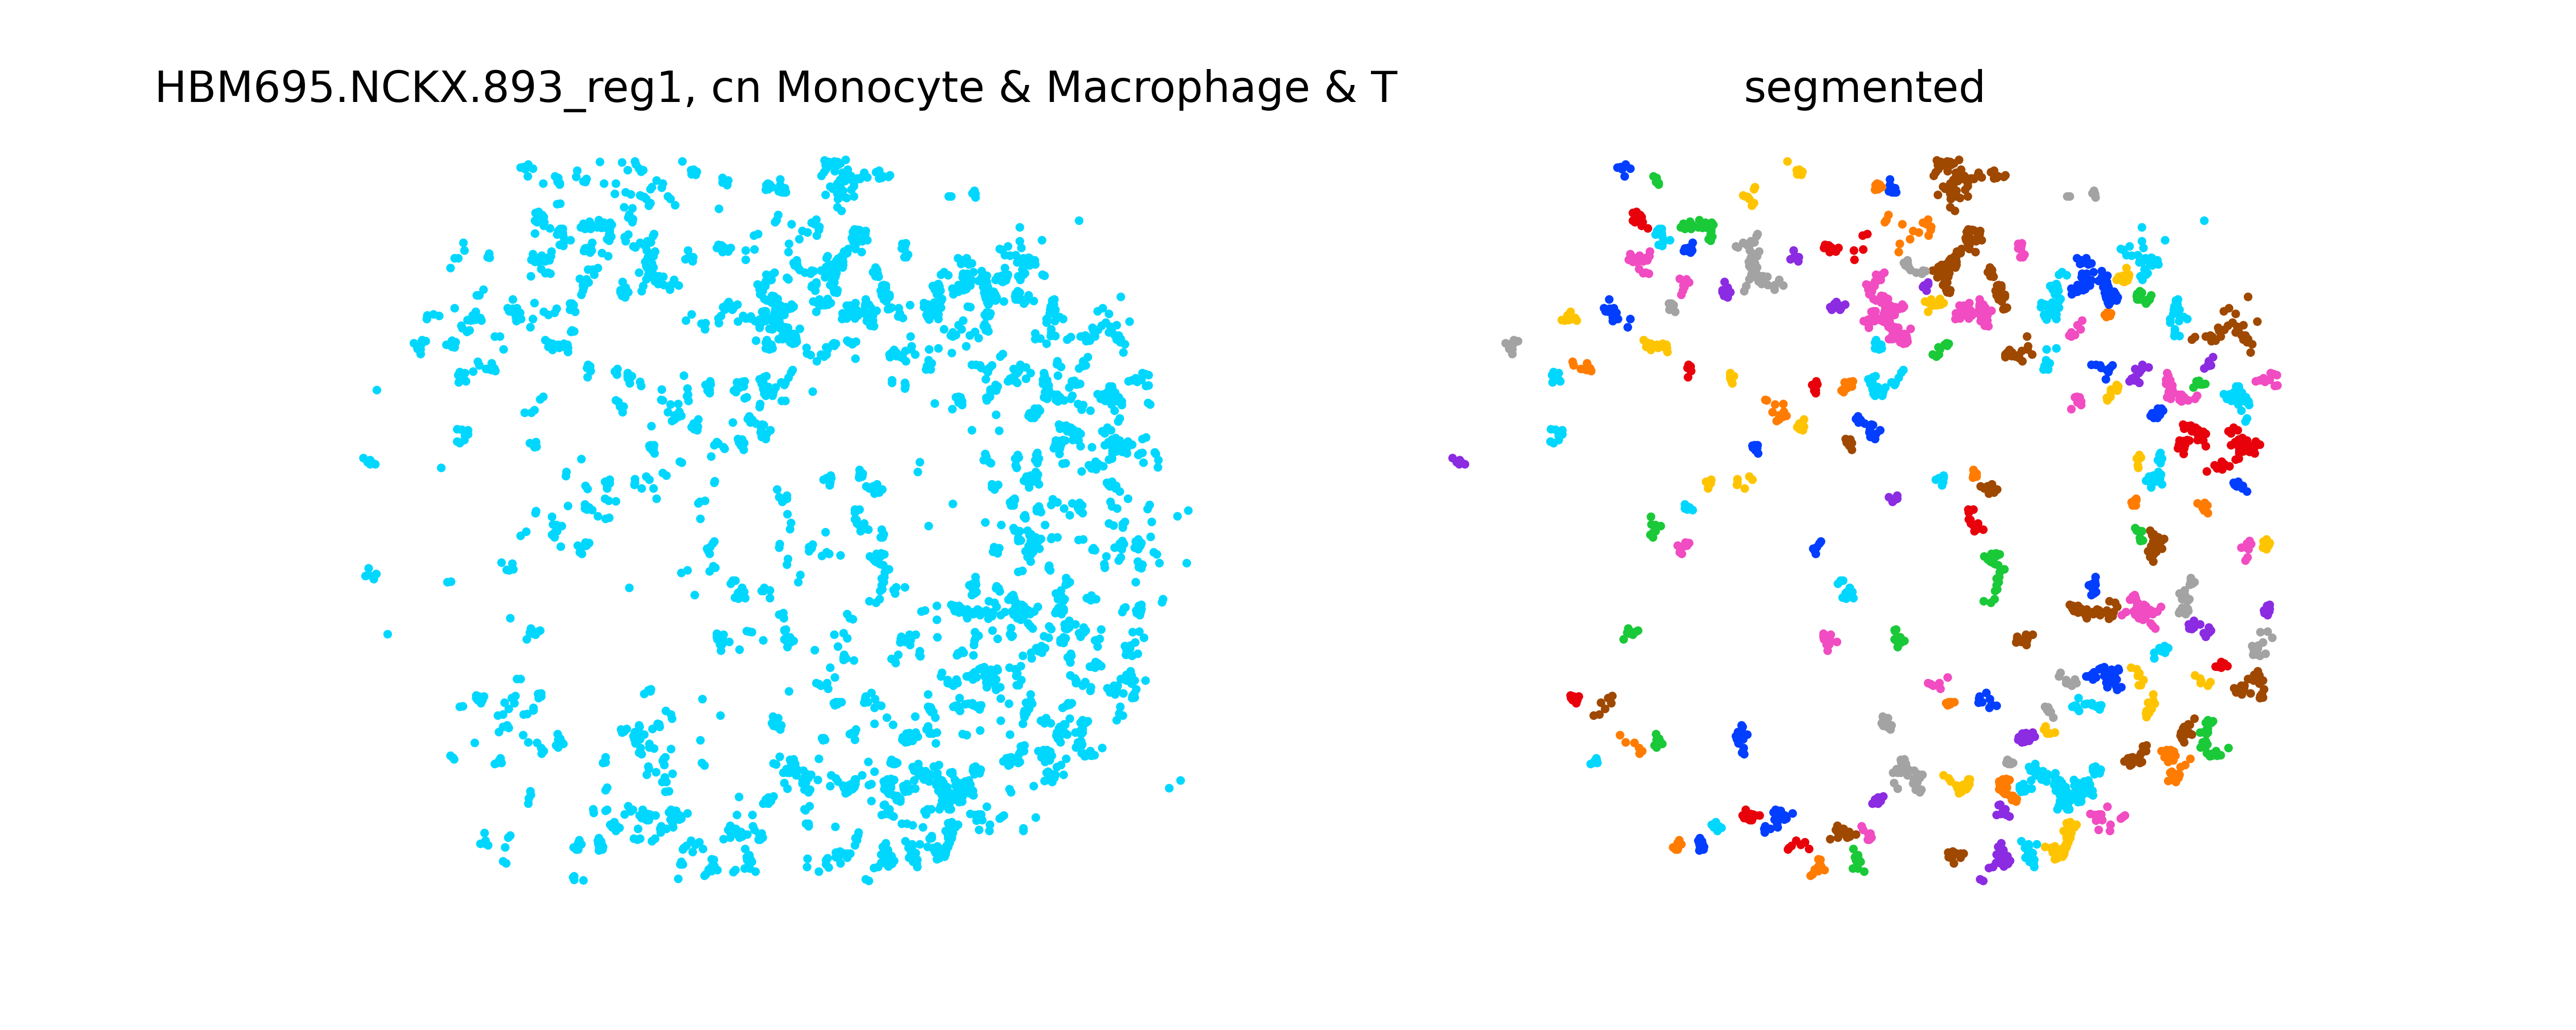 HBM695.NCKX.893_reg1, cn Monocyte & Macrophage & T
segmented